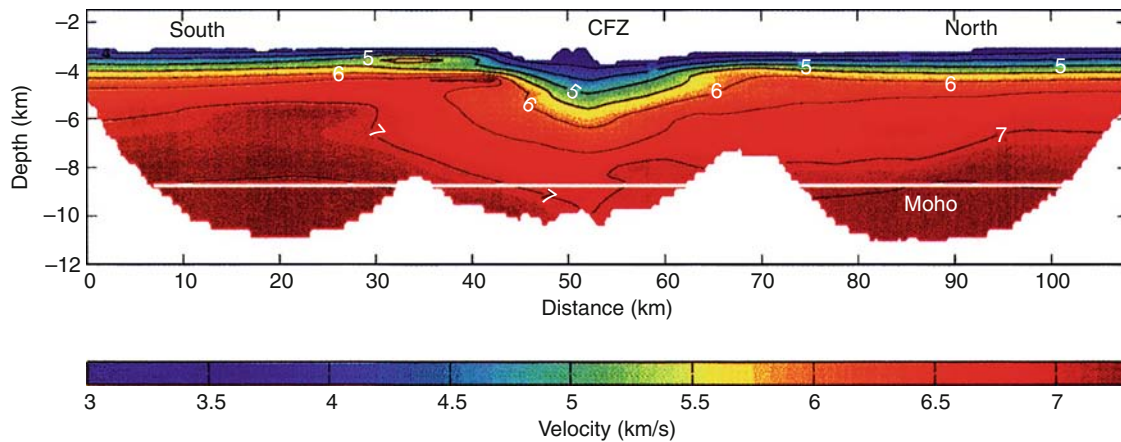 −2
South CFZ North
4 5 5 5 5
−4
6 6 6 6
−6
7 7
Depth (km)
−8
7
Moho
−10
−12
0 10 20 30 40 50 60 70 80 90 100
Distance (km)
3 3.5 4 4.5 5 5.5 6 6.5 7
Velocity (km/s)